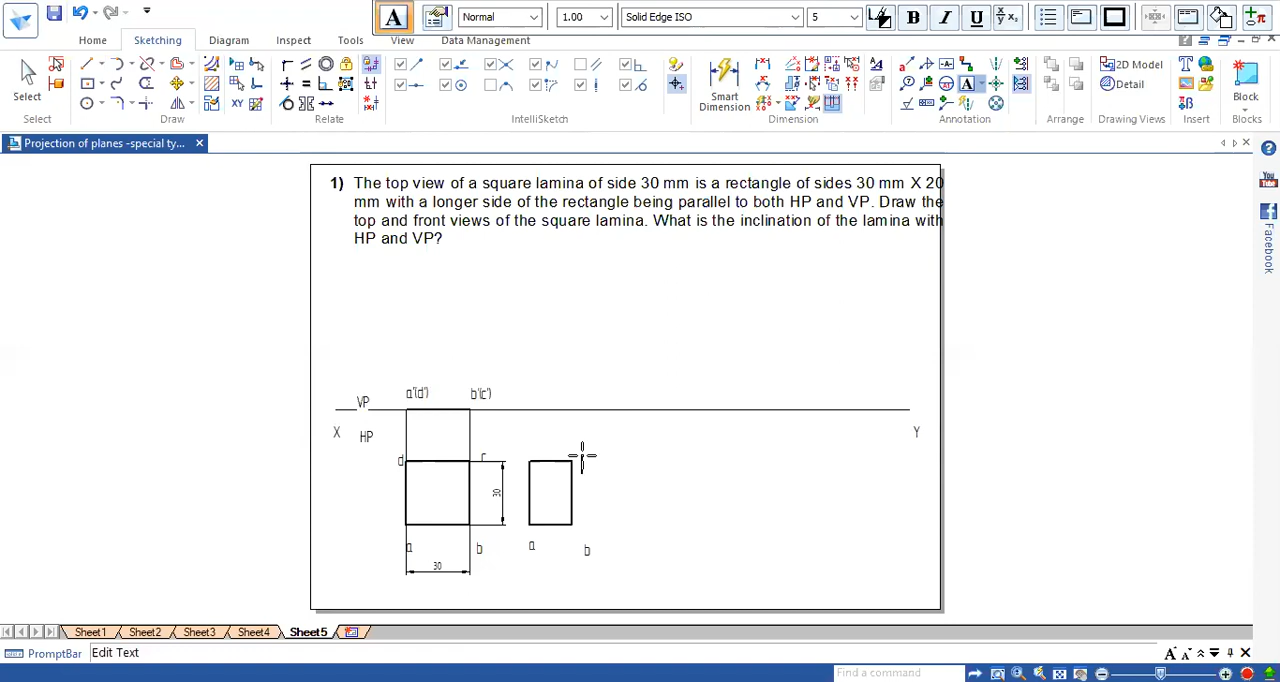 Normal
1.00
Solid Edge ISO
5
B I U
Home Sketching Diagram Inspect Paint Tools View Data Management
Select
Smart
Dimension
2D Model
Detail
Block
Select Draw Relate IntelliSketch Dimension Annotation Arrange Drawing Views Insert Blocks
Projection of planes -special ty...
You
Tube
Facebook
1) The top view of a square lamina of side 30 mm is a rectangle of sides 30 mm X 20
mm with a longer side of the rectangle being parallel to both HP and VP. Draw the
top and front views of the square lamina. What is the inclination of the lamina with
HP and VP?
a'(d') b'(c')
VP
X HP Y
d c
30
a b a b
30
Sheet1 Sheet2 Sheet3 Sheet4 Sheet5
PromptBar Edit Text
Find a command